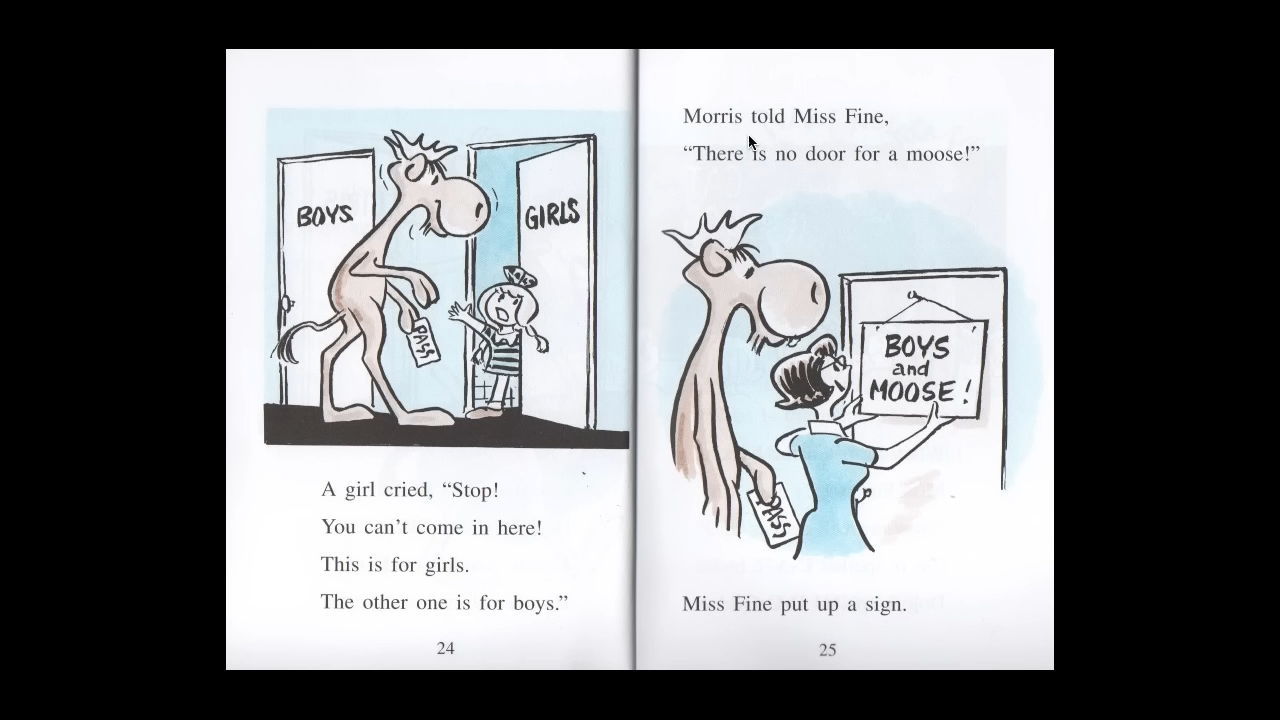 BOYS
GIRLS
PASS
A girl cried, “Stop!
You can’t come in here!
This is for girls.
The other one is for boys.”
24
Morris told Miss Fine,
“There is no door for a moose!”
BOYS
and
MOOSE!
PASS
Miss Fine put up a sign.
25